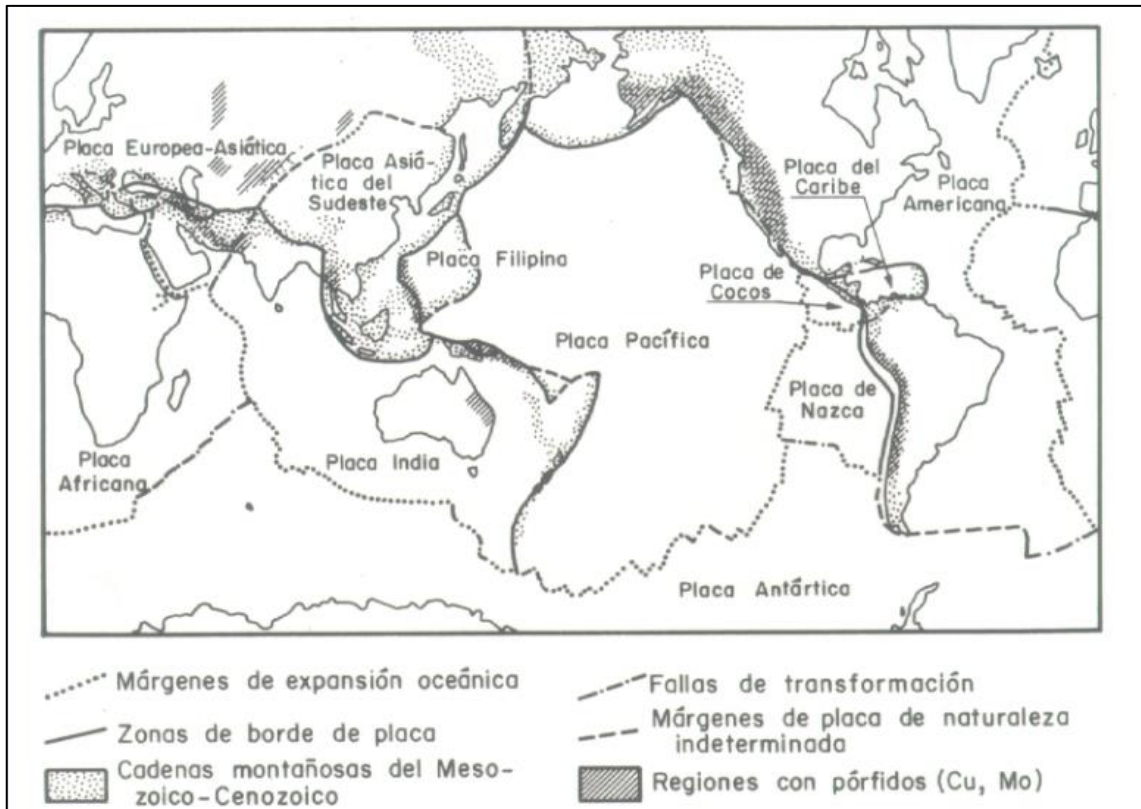 Placa Europea-Asiática
Placa Asiá-
tica del
Sudeste
Placa Filipina
Placa del
Caribe
Placa
Americana
Placa de
Cocos
Placa Pacífica
Placa de
Nazca
Placa
Africana
Placa India
Placa Antártica
Márgenes de expansión oceánica
Zonas de borde de placa
Cadenas montañosas del Meso-
zoico-Cenozoico
Fallas de transformación
Márgenes de placa de naturaleza
indeterminada
Regiones con pórfidos (Cu, Mo)